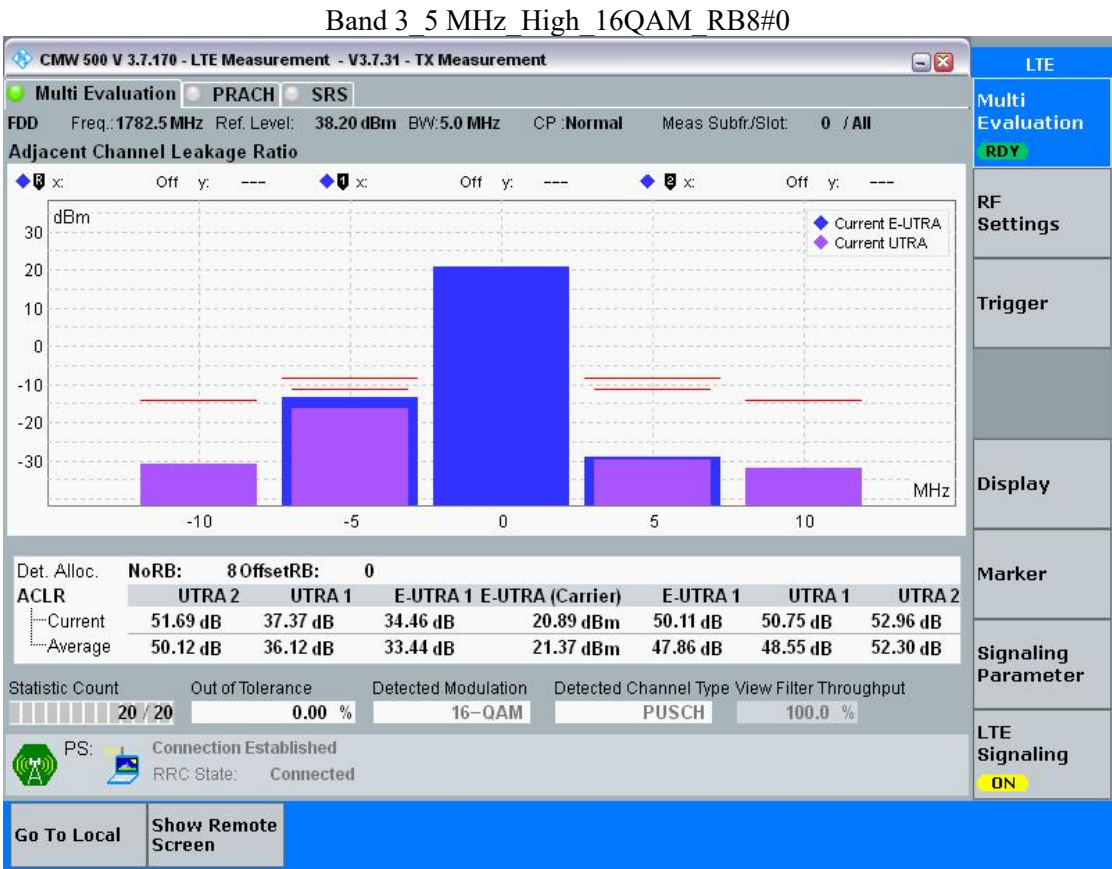 Band 3_5 MHz_High_16QAM_RB8#0
CMW 500 V 3.7.170 - LTE Measurement - V3.7.31 - TX Measurement
LTE
Multi Evaluation PRACH SRS
FDD Freq.: 1782.5 MHz Ref. Level: 38.20 dBm BW: 5.0 MHz CP : Normal Meas Subfr./Slot: 0 / All
Adjacent Channel Leakage Ratio
R x: Off y: --- 1 x: Off y: --- 2 x: Off y: ---
dBm
Current E-UTRA
Current UTRA
30
20
10
0
-10
-20
-30
MHz
-10 -5 0 5 10
Det. Alloc. NoRB: 8 OffsetRB: 0
ACLR UTRA 2 UTRA 1 E-UTRA 1 E-UTRA (Carrier) E-UTRA 1 UTRA 1 UTRA 2
Current 51.69 dB 37.37 dB 34.46 dB 20.89 dBm 50.11 dB 50.75 dB 52.96 dB
Average 50.12 dB 36.12 dB 33.44 dB 21.37 dBm 47.86 dB 48.55 dB 52.30 dB
Statistic Count Out of Tolerance Detected Modulation Detected Channel Type View Filter Throughput
20 / 20 0.00 % 16-QAM PUSCH 100.0 %
PS: Connection Established
RRC State: Connected
Multi
Evaluation
RDY
RF
Settings
Trigger
Display
Marker
Signaling
Parameter
LTE
Signaling
ON
Go To Local
Show Remote
Screen